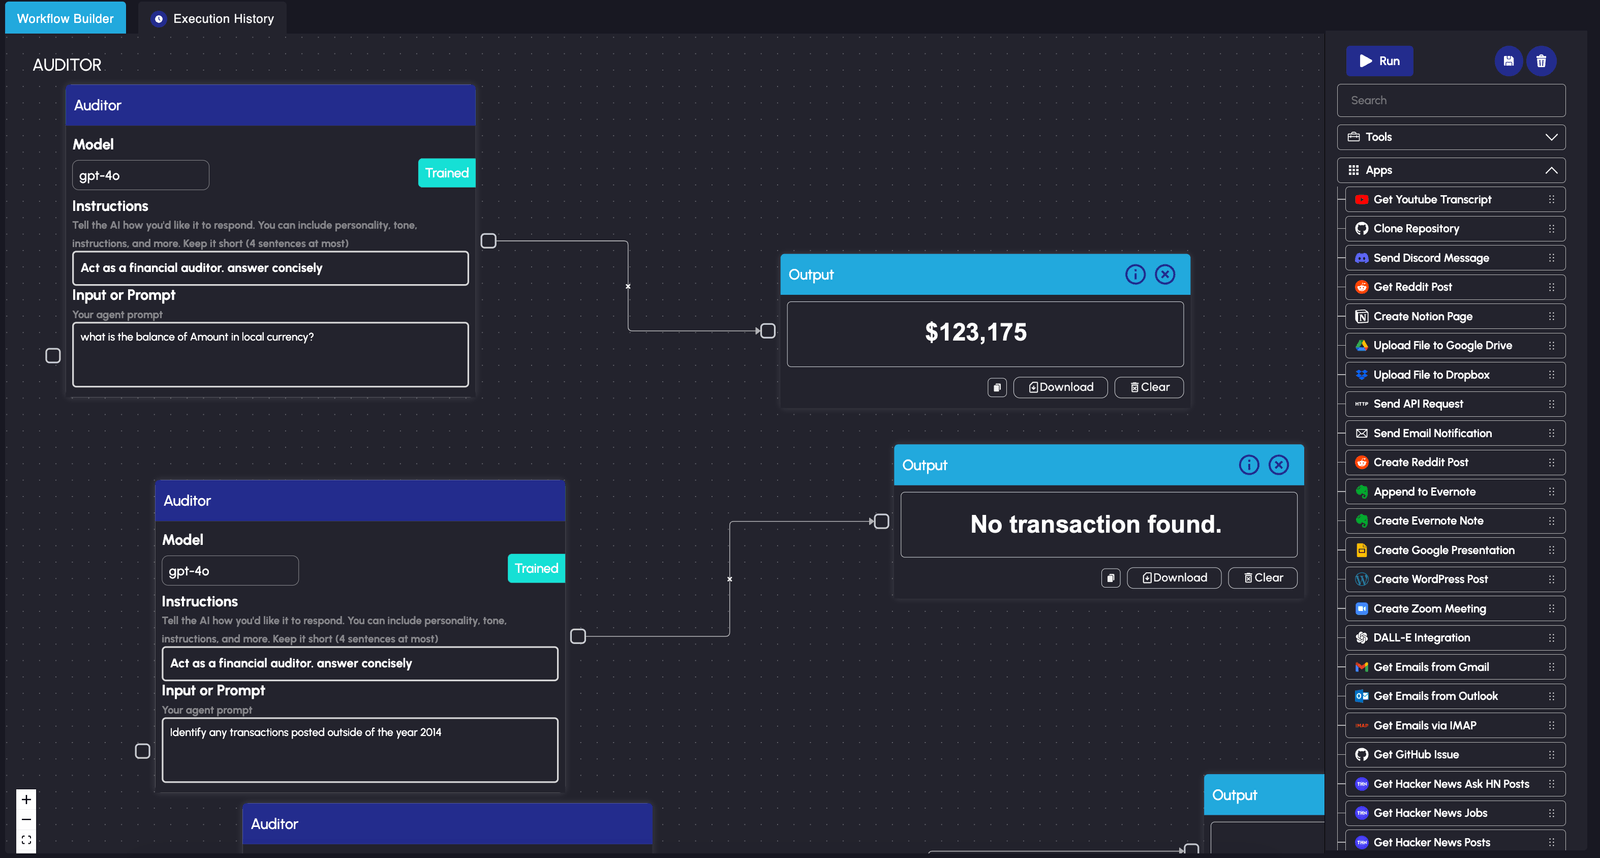 Workflow Builder
Execution History
AUDITOR
Auditor
Model
gpt-4o
Trained
Instructions
Tell the AI how you'd like it to respond. You can include personality, tone,
instructions, and more. Keep it short (4 sentences at most)
Act as a financial auditor. answer concisely
Input or Prompt
Your agent prompt
what is the balance of Amount in local currency?
Output
$123,175
Download
Clear
Auditor
Model
gpt-4o
Trained
Instructions
Tell the AI how you'd like it to respond. You can include personality, tone,
instructions, and more. Keep it short (4 sentences at most)
Act as a financial auditor. answer concisely
Input or Prompt
Your agent prompt
Identify any transactions posted outside of the year 2014
Output
No transaction found.
Download
Clear
Auditor
Output
Run
Search
Tools
Apps
Get Youtube Transcript
Clone Repository
Send Discord Message
Get Reddit Post
Create Notion Page
Upload File to Google Drive
Upload File to Dropbox
HTTP Send API Request
Send Email Notification
Create Reddit Post
Append to Evernote
Create Evernote Note
Create Google Presentation
Create WordPress Post
Create Zoom Meeting
DALL-E Integration
Get Emails from Gmail
Get Emails from Outlook
IMAP Get Emails via IMAP
Get GitHub Issue
Get Hacker News Ask HN Posts
Get Hacker News Jobs
Get Hacker News Posts